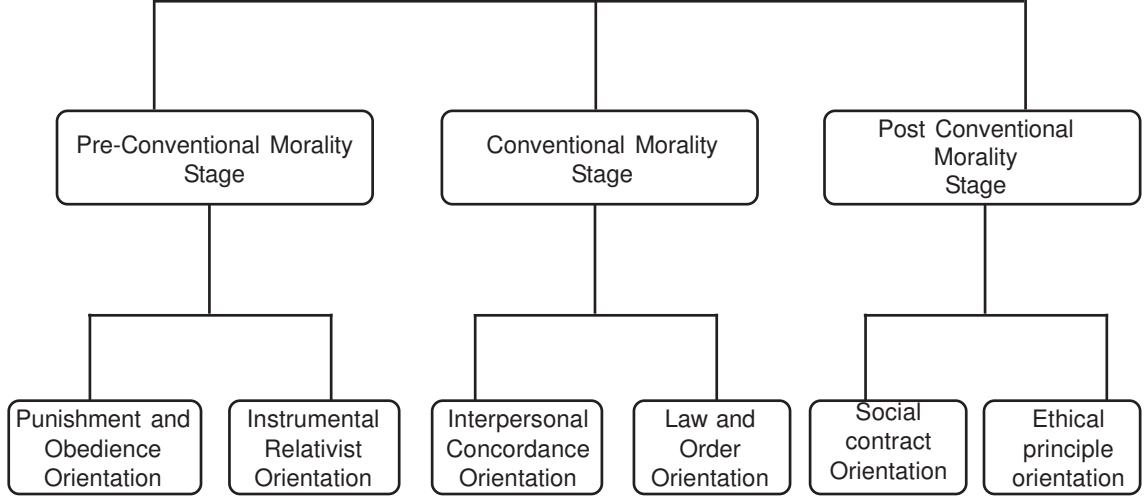 Pre-Conventional Morality
Stage
Conventional Morality
Stage
Post Conventional
Morality
Stage
Punishment and
Obedience
Orientation
Instrumental
Relativist
Orientation
Interpersonal
Concordance
Orientation
Law and
Order
Orientation
Social
contract
Orientation
Ethical
principle
orientation